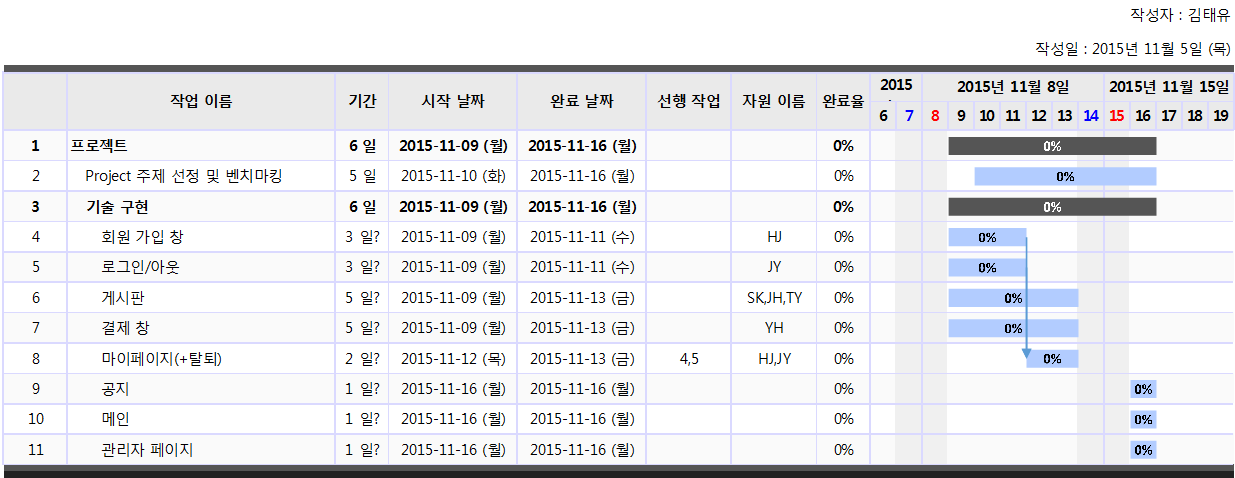 작성자 : 김태유
작성일 : 2015년 11월 5일 (목)
작업 이름 기간 시작 날짜 완료 날짜 선행 작업 자원 이름 완료율 2015 2015년 11월 8일 2015년 11월 15일
6 7 8 9 10 11 12 13 14 15 16 17 18 19
1 프로젝트 6 일 2015-11-09 (월) 2015-11-16 (월) 0% 0%
2 Project 주제 선정 및 벤치마킹 5 일 2015-11-10 (화) 2015-11-16 (월) 0% 0%
3 기술 구현 6 일 2015-11-09 (월) 2015-11-16 (월) 0% 0%
4 회원 가입 창 3 일? 2015-11-09 (월) 2015-11-11 (수) HJ 0% 0%
5 로그인/아웃 3 일? 2015-11-09 (월) 2015-11-11 (수) JY 0% 0%
6 게시판 5 일? 2015-11-09 (월) 2015-11-13 (금) SK,JH,TY 0% 0%
7 결제 창 5 일? 2015-11-09 (월) 2015-11-13 (금) YH 0% 0%
8 마이페이지(+탈퇴) 2 일? 2015-11-12 (목) 2015-11-13 (금) 4,5 HJ,JY 0% 0%
9 공지 1 일? 2015-11-16 (월) 2015-11-16 (월) 0% 0%
10 메인 1 일? 2015-11-16 (월) 2015-11-16 (월) 0% 0%
11 관리자 페이지 1 일? 2015-11-16 (월) 2015-11-16 (월) 0% 0%